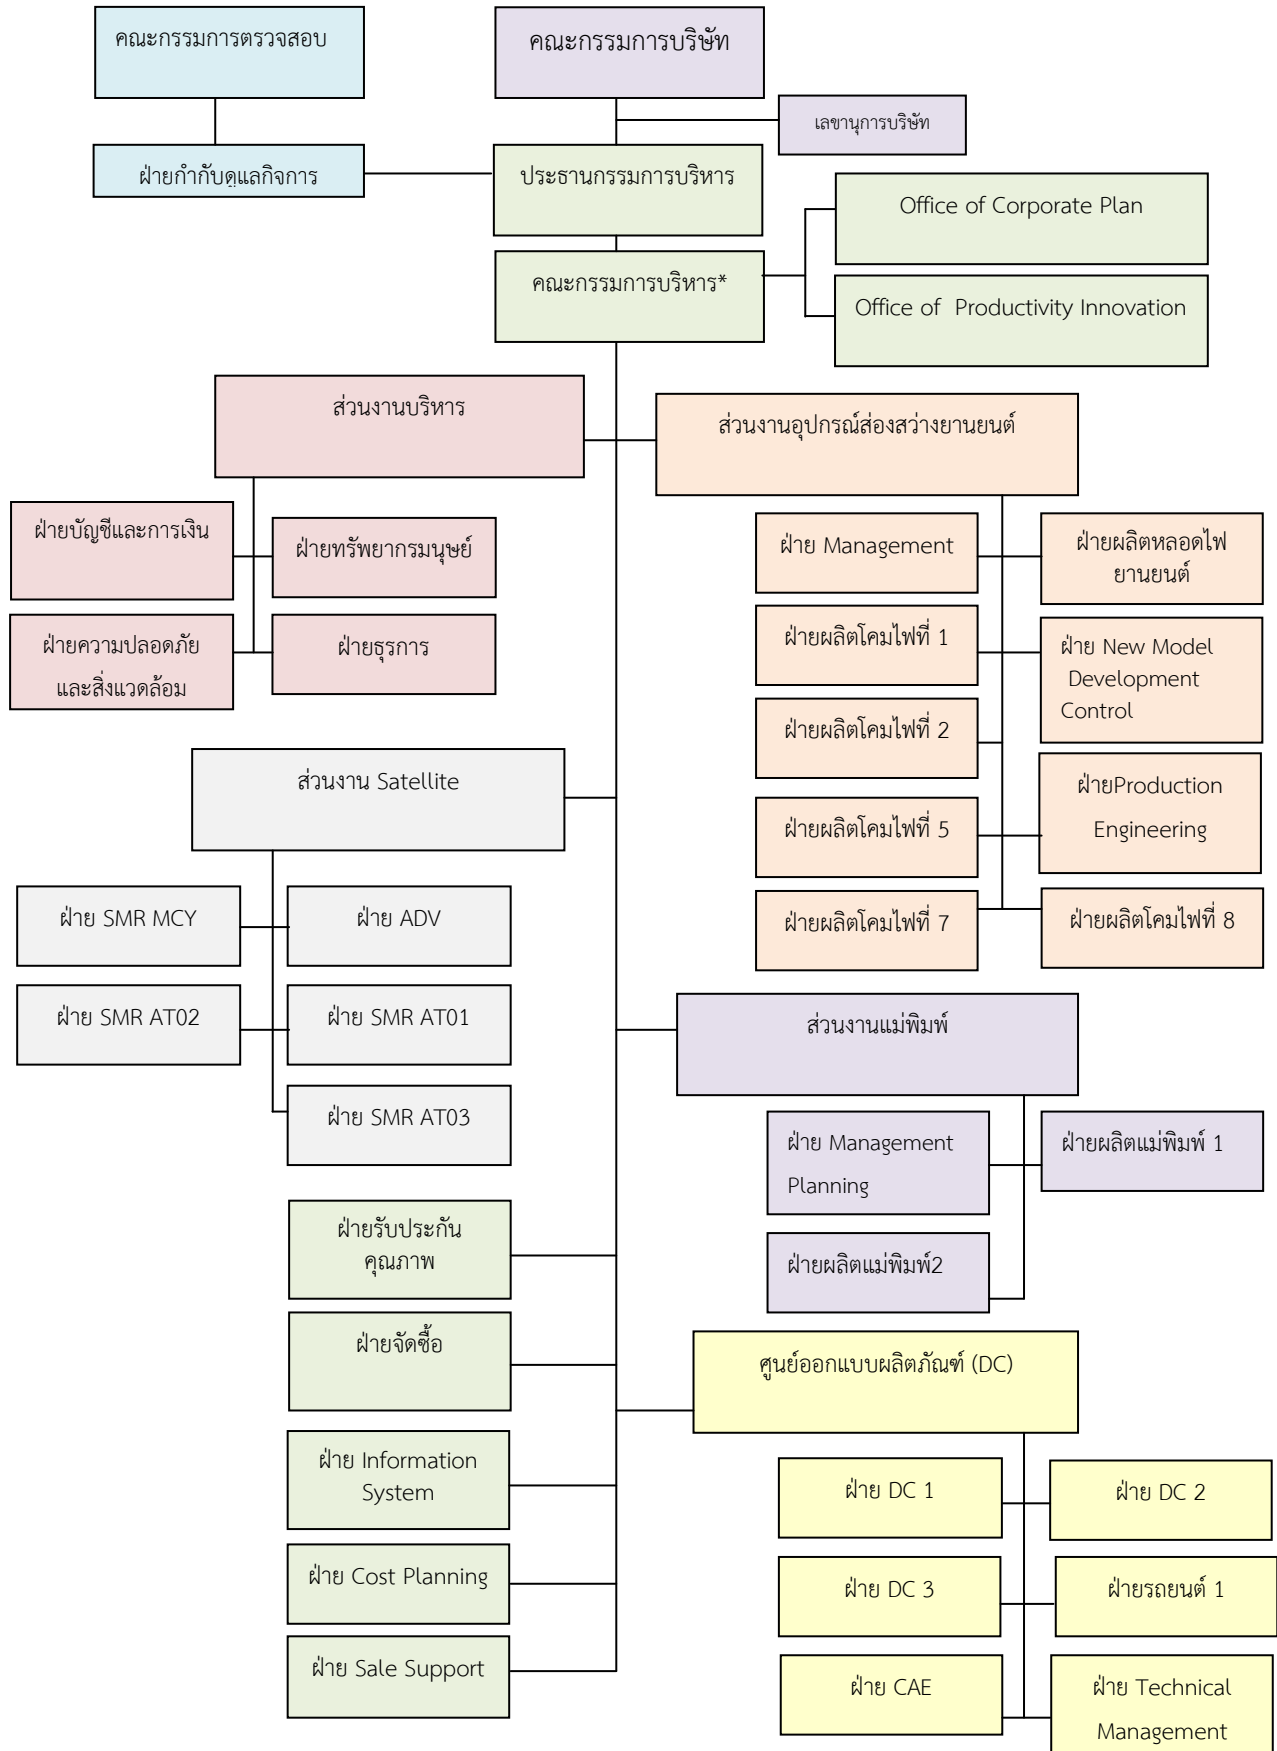 คณะกรรมการตรวจสอบ
คณะกรรมการบริษัท
เลขานุการบริษัท
ฝ่ายกำกับดูแลกิจการ
ประธานกรรมการบริหาร
Office of Corporate Plan
คณะกรรมการบริหาร*
Office of  Productivity Innovation
ส่วนงานบริหาร
ส่วนงานอุปกรณ์ส่องสว่างยานยนต์
ฝ่ายบัญชีและการเงิน
ฝ่ายทรัพยากรมนุษย์
ฝ่ายความปลอดภัย
และสิ่งแวดล้อม
ฝ่ายธุรการ
ฝ่าย Management
ฝ่ายผลิตหลอดไฟ
ยานยนต์
ฝ่ายผลิตโคมไฟที่ 1
ฝ่าย New Model
Development
Control
ฝ่ายผลิตโคมไฟที่ 2
ฝ่ายProduction
Engineering
ฝ่ายผลิตโคมไฟที่ 5
ฝ่ายผลิตโคมไฟที่ 7
ฝ่ายผลิตโคมไฟที่ 8
ส่วนงาน Satellite
ฝ่าย SMR MCY
ฝ่าย ADV
ฝ่าย SMR AT02
ฝ่าย SMR AT01
ฝ่าย SMR AT03
ส่วนงานแม่พิมพ์
ฝ่าย Management
Planning
ฝ่ายผลิตแม่พิมพ์ 1
ฝ่ายผลิตแม่พิมพ์2
ฝ่ายรับประกัน
คุณภาพ
ฝ่ายจัดซื้อ
ฝ่าย Information
System
ฝ่าย Cost Planning
ฝ่าย Sale Support
ศูนย์ออกแบบผลิตภัณฑ์ (DC)
ฝ่าย DC 1
ฝ่าย DC 2
ฝ่าย DC 3
ฝ่ายรถยนต์ 1
ฝ่าย CAE
ฝ่าย Technical
Management